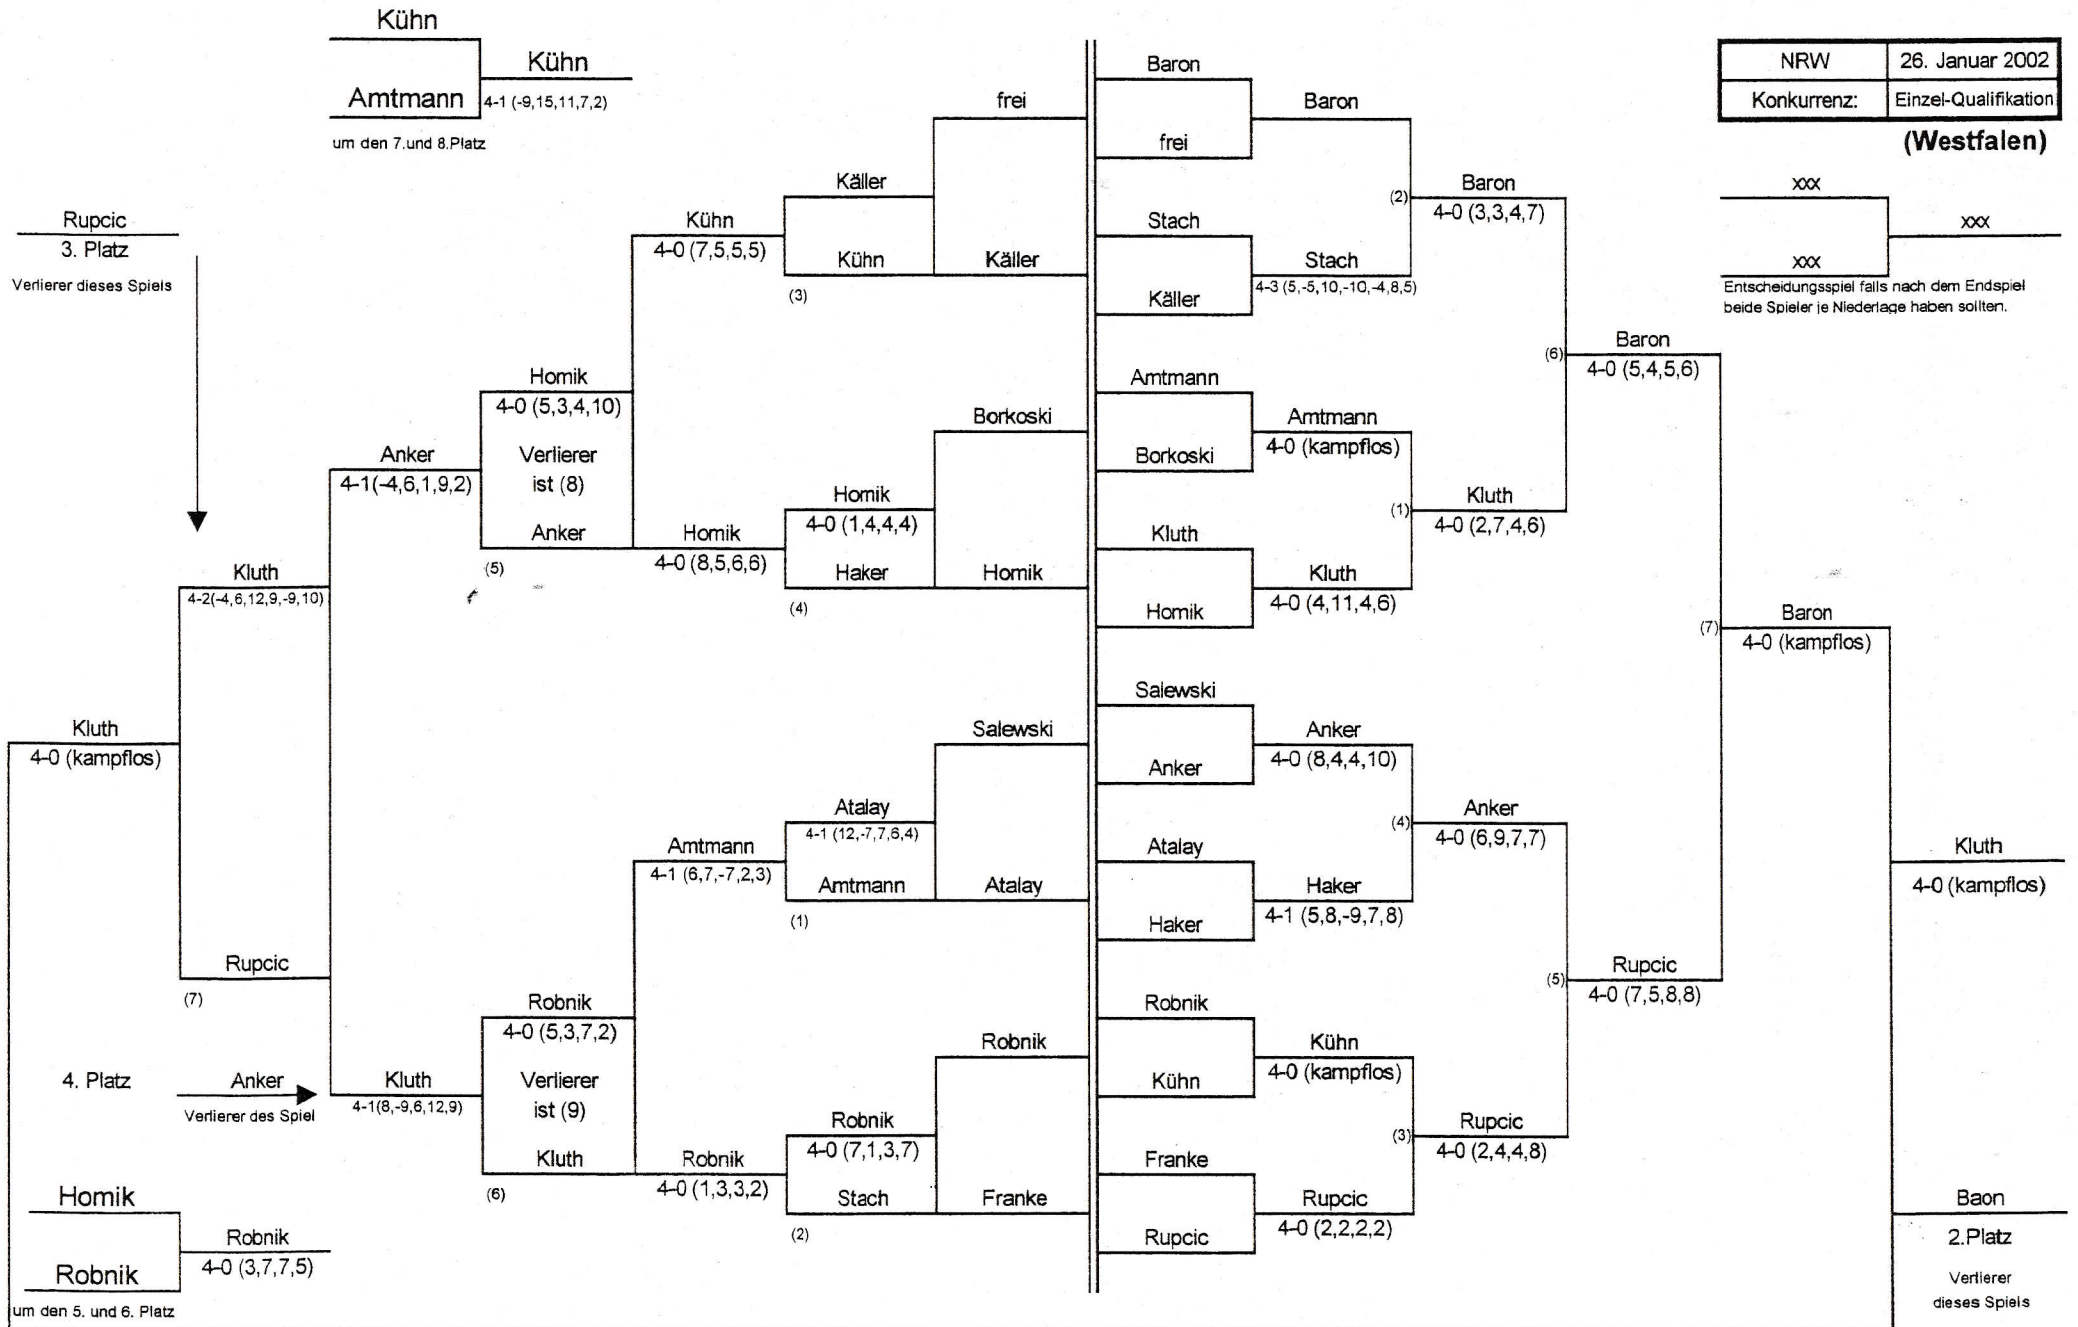 Kühn
Kühn
Amtmann
4-1 (-9,15,11,7,2)
um den 7.und 8.Platz
Rupcic
3. Platz
Verlierer dieses Spiels
Kluth
4-0 (kampflos)
Kluth
4-2(-4,6,12,9,-9,10)
Rupcic
(7)
4. Platz
Anker
Verlierer des Spiel
Homik
Robnik
um den 5. und 6. Platz
Robnik
4-0 (3,7,7,5)
Anker
4-1(-4,6,1,9,2)
Kluth
4-1(8,-9,6,12,9)
Homik
4-0 (5,3,4,10)
Verlierer
ist (8)
Anker
(5)
Robnik
4-0 (5,3,7,2)
Verlierer
ist (9)
Kluth
(6)
Kühn
4-0 (7,5,5,5)
Homik
4-0 (8,5,6,6)
Amtmann
4-1 (6,7,-7,2,3)
Robnik
4-0 (1,3,3,2)
Käller
Kühn
(3)
Homik
4-0 (1,4,4,4)
Haker
(4)
Atalay
4-1 (12,-7,7,6,4)
Amtmann
(1)
Robnik
4-0 (7,1,3,7)
Stach
(2)
frei
Käller
Borkoski
Homik
Salewski
Atalay
Robnik
Franke
Baron
frei
Stach
Käller
Amtmann
Borkoski
Kluth
Homik
Salewski
Anker
Atalay
Haker
Robnik
Kühn
Franke
Rupcic
Baron
Stach
4-3 (5,-5,10,-10,-4,8,5)
Amtmann
4-0 (kampflos)
Kluth
4-0 (4,11,4,6)
Anker
4-0 (8,4,4,10)
Haker
4-1 (5,8,-9,7,8)
Kühn
4-0 (kampflos)
Rupcic
4-0 (2,2,2,2)
(2)
Baron
4-0 (3,3,4,7)
(1)
Kluth
4-0 (2,7,4,6)
(4)
Anker
4-0 (6,9,7,7)
(3)
Rupcic
4-0 (2,4,4,8)
(6)
Baron
4-0 (5,4,5,6)
(5)
Rupcic
4-0 (7,5,8,8)
(7)
Baron
4-0 (kampflos)
NRW
26. Januar 2002
Konkurrenz:
Einzel-Qualifikation
(Westfalen)
xxx
xxx
xxx
Entscheidungsspiel falls nach dem Endspiel
beide Spieler je Niederlage haben sollten.
Kluth
4-0 (kampflos)
Baon
2.Platz
Verlierer
dieses Spiels